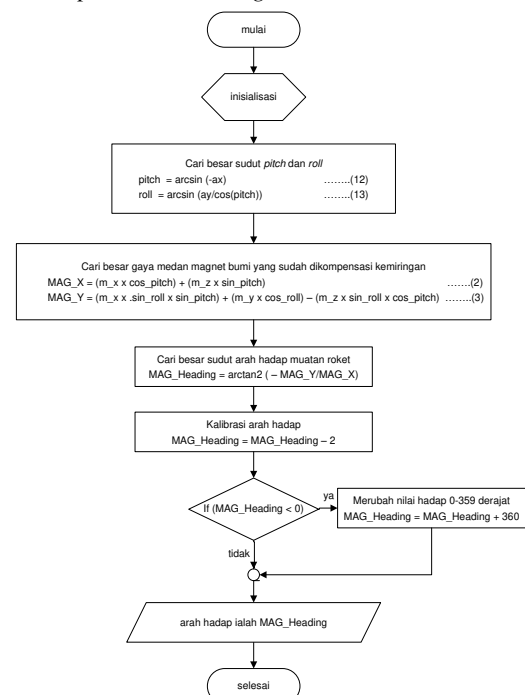 mulai
inisialisasi
Cari besar sudut pitch dan roll
pitch = arcsin (-ax) ........(12)
roll = arcsin (ay/cos(pitch)) ........(13)
Cari besar gaya medan magnet bumi yang sudah dikompensasi kemiringan
MAG_X = (m_x x cos_pitch) + (m_z x sin_pitch) .......(2)
MAG_Y = (m_x x .sin_roll x sin_pitch) + (m_y x cos_roll) – (m_z x sin_roll x cos_pitch) ........(3)
Cari besar sudut arah hadap muatan roket
MAG_Heading = arctan2 ( – MAG_Y/MAG_X)
Kalibrasi arah hadap
MAG_Heading = MAG_Heading – 2
If (MAG_Heading < 0)
ya
Merubah nilai hadap 0-359 derajat
MAG_Heading = MAG_Heading + 360
tidak
arah hadap ialah MAG_Heading
selesai